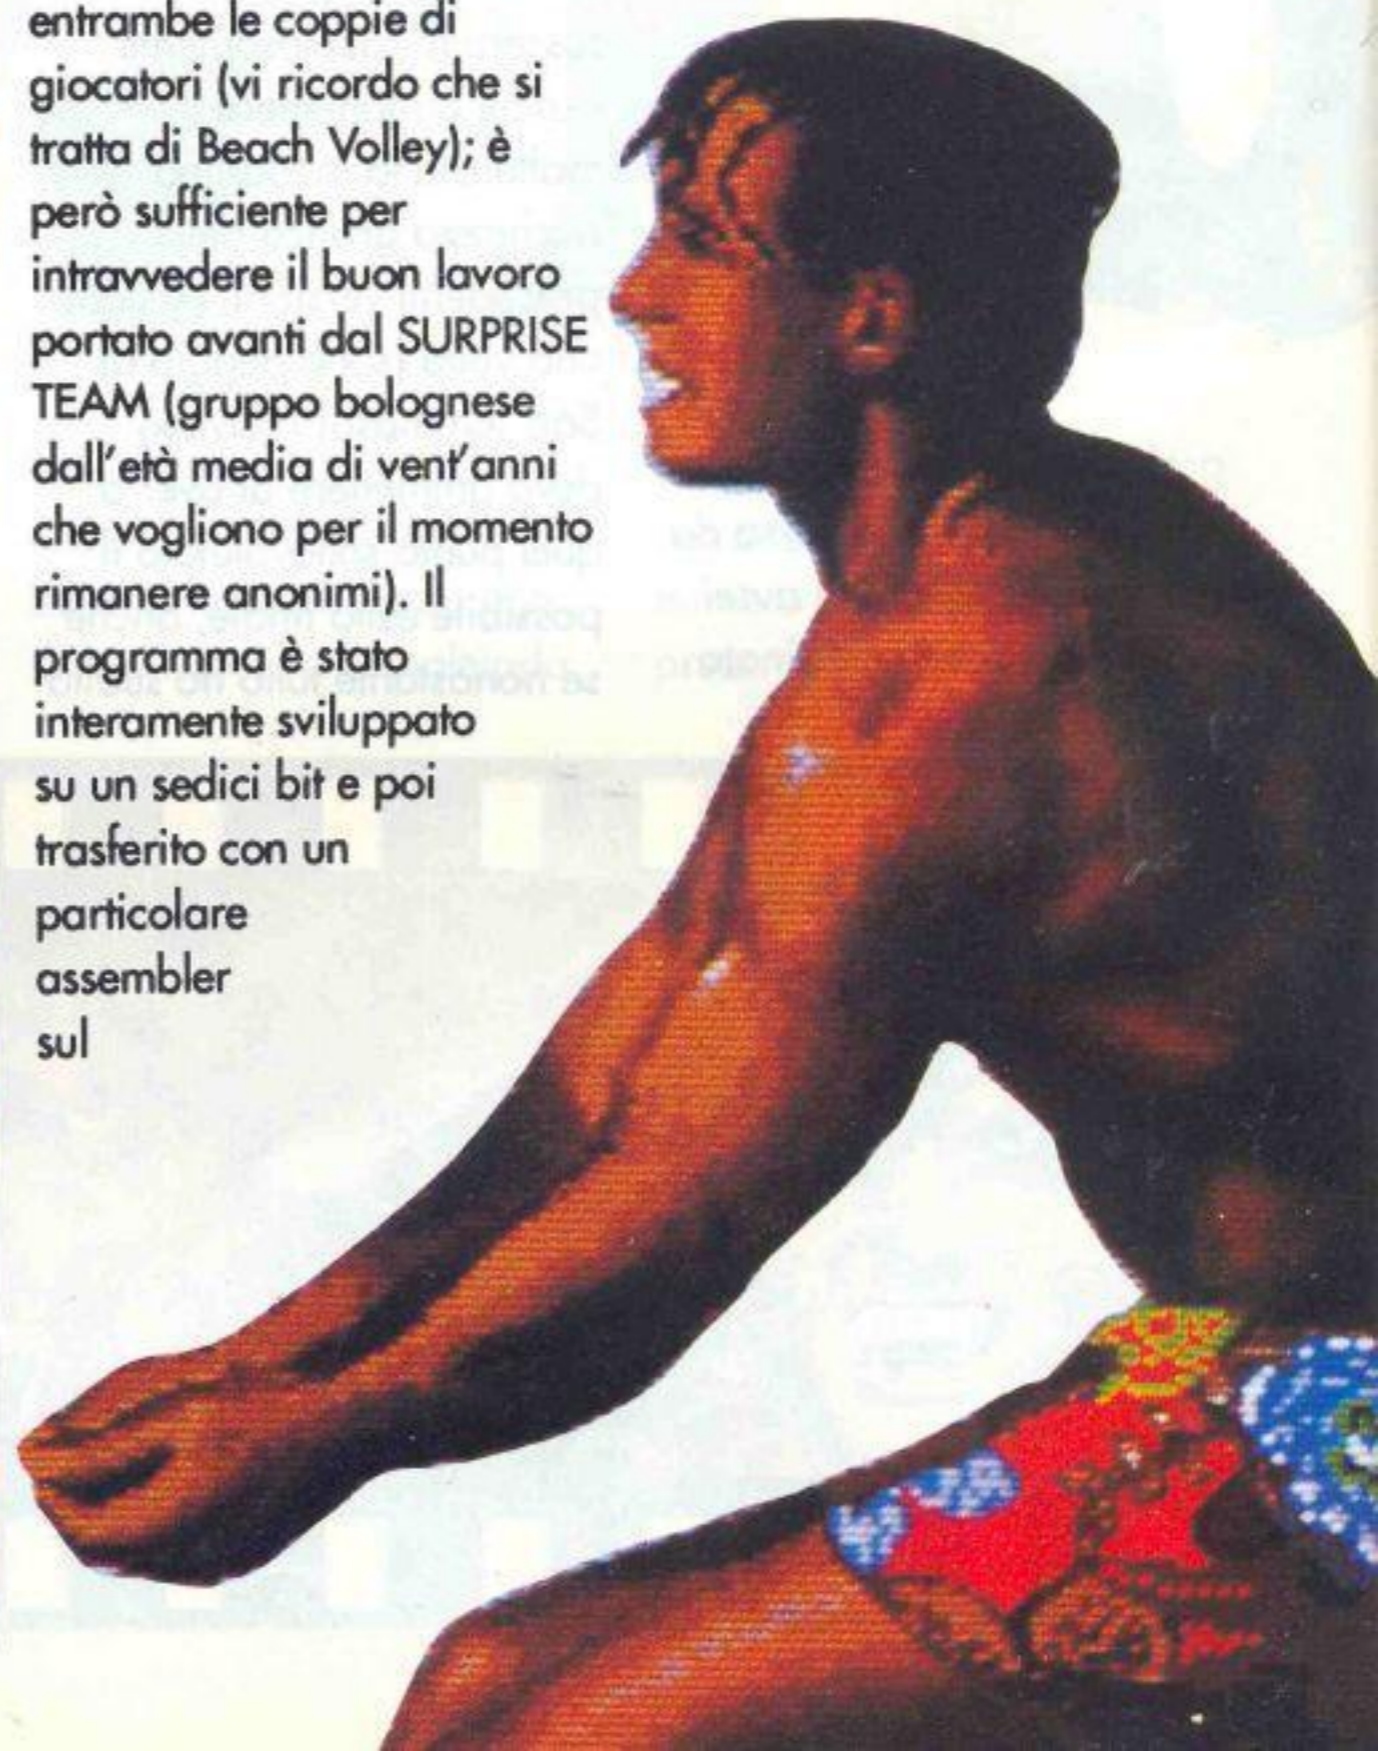 entrambe le coppie di
giocatori (vi ricordo che si
tratta di Beach Volley); è
però sufficiente per
intravvedere il buon lavoro
portato avanti dal SURPRISE
TEAM (gruppo bolognese
dall'età media di vent'anni
che vogliono per il momento
rimanere anonimi). Il
programma è stato
interamente sviluppato
su un sedici bit e poi
trasferito con un
particolare
assembler
sul